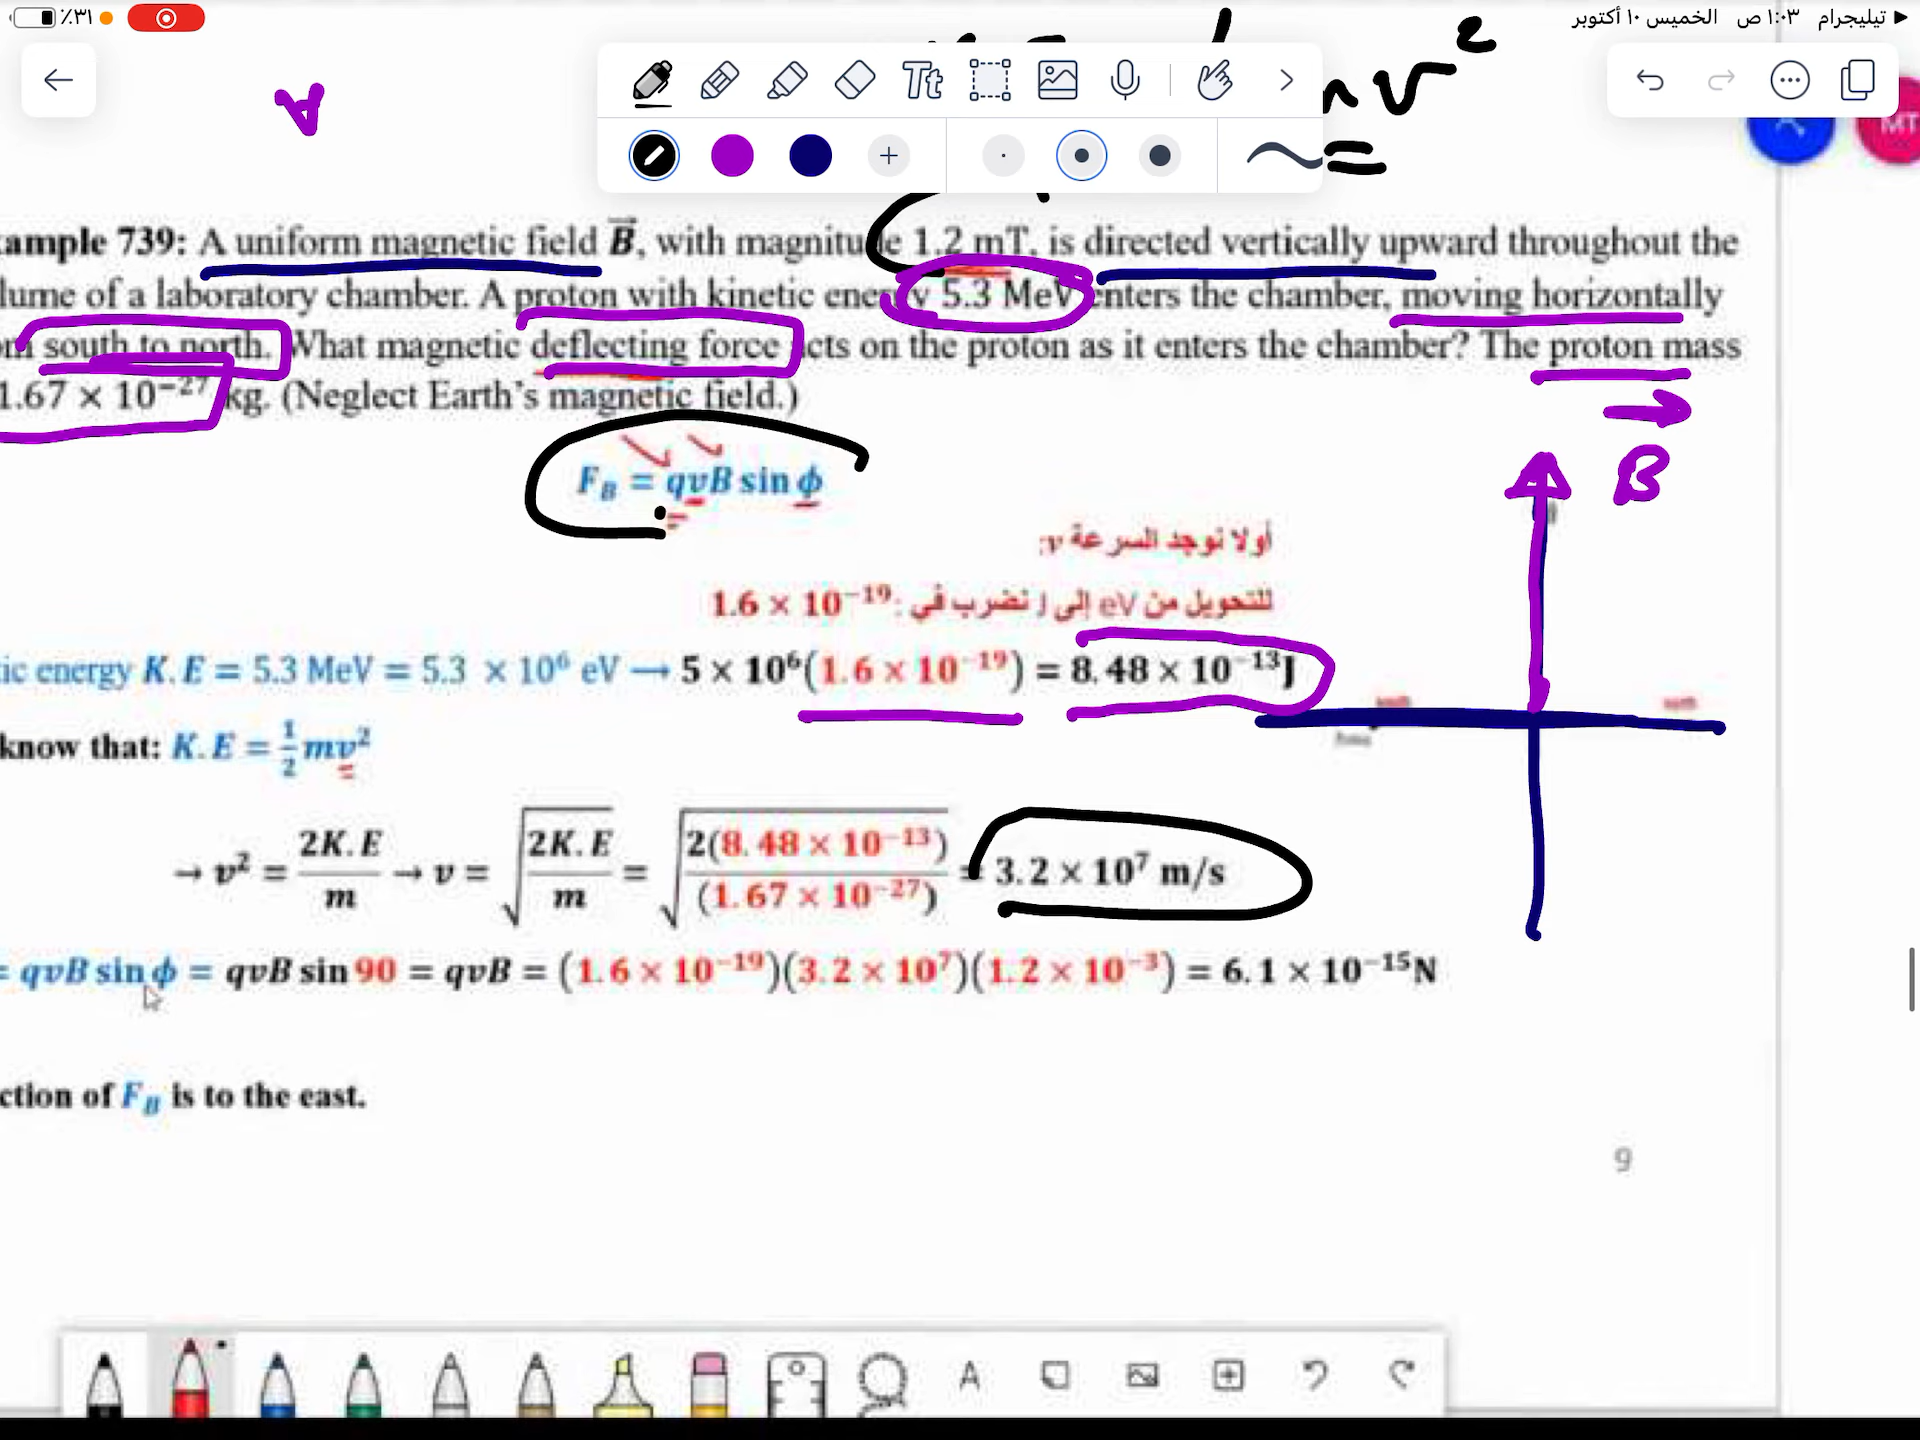 ٪٣١ الخميس ١٠ أكتوبر ١:٠٣ ص تيليجرام
v²
=
Tt
MT
ample 739: A uniform magnetic field B, with magnitude 1.2 mT, is directed vertically upward throughout the
lume of a laboratory chamber. A proton with kinetic energy 5.3 MeV enters the chamber, moving horizontally
om south to north. What magnetic deflecting force acts on the proton as it enters the chamber? The proton mass
1.67 × 10⁻²⁷ kg. (Neglect Earth's magnetic field.)
B
F_B = qvB sin ϕ
أولا نوجد السرعة v:
للتحويل من eV إلى J نضرب في: 1.6 × 10⁻¹⁹
tic energy K.E = 5.3 MeV = 5.3 × 10⁶ eV → 5 × 10⁶(1.6 × 10⁻¹⁹) = 8.48 × 10⁻¹³J
know that: K.E = 1/2 mv²
→ v² = 2K.E/m → v = √(2K.E/m) = √(2(8.48 × 10⁻¹³)/(1.67 × 10⁻²⁷)) = 3.2 × 10⁷ m/s
= qvB sin ϕ = qvB sin 90 = qvB = (1.6 × 10⁻¹⁹)(3.2 × 10⁷)(1.2 × 10⁻³) = 6.1 × 10⁻¹⁵N
ction of F_B is to the east.
9
A